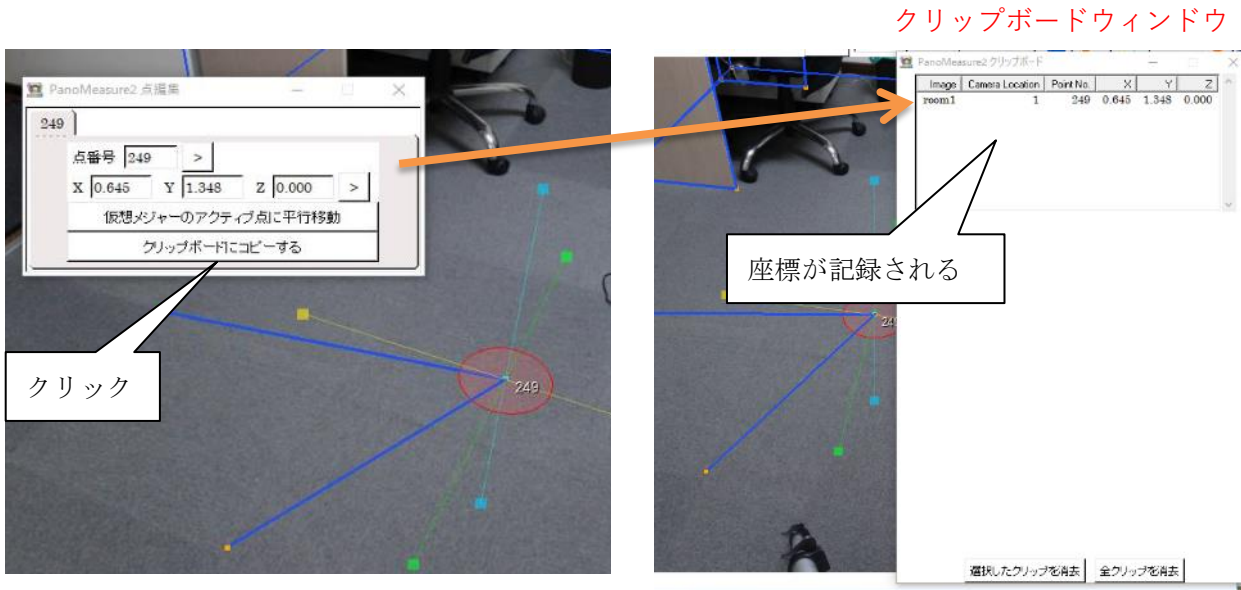 クリップボードウィンドウ
PanoMeasure2 点編集
249
点番号 249 >
X 0.645 Y 1.348 Z 0.000 >
仮想メジャーのアクティブ点に平行移動
クリップボードにコピーする
クリック
249
PanoMeasure2 クリップボード
Image Camera Location Point No. X Y Z
room1 1 249 0.645 1.348 0.000
座標が記録される
24
選択したクリップを消去 全クリップを消去